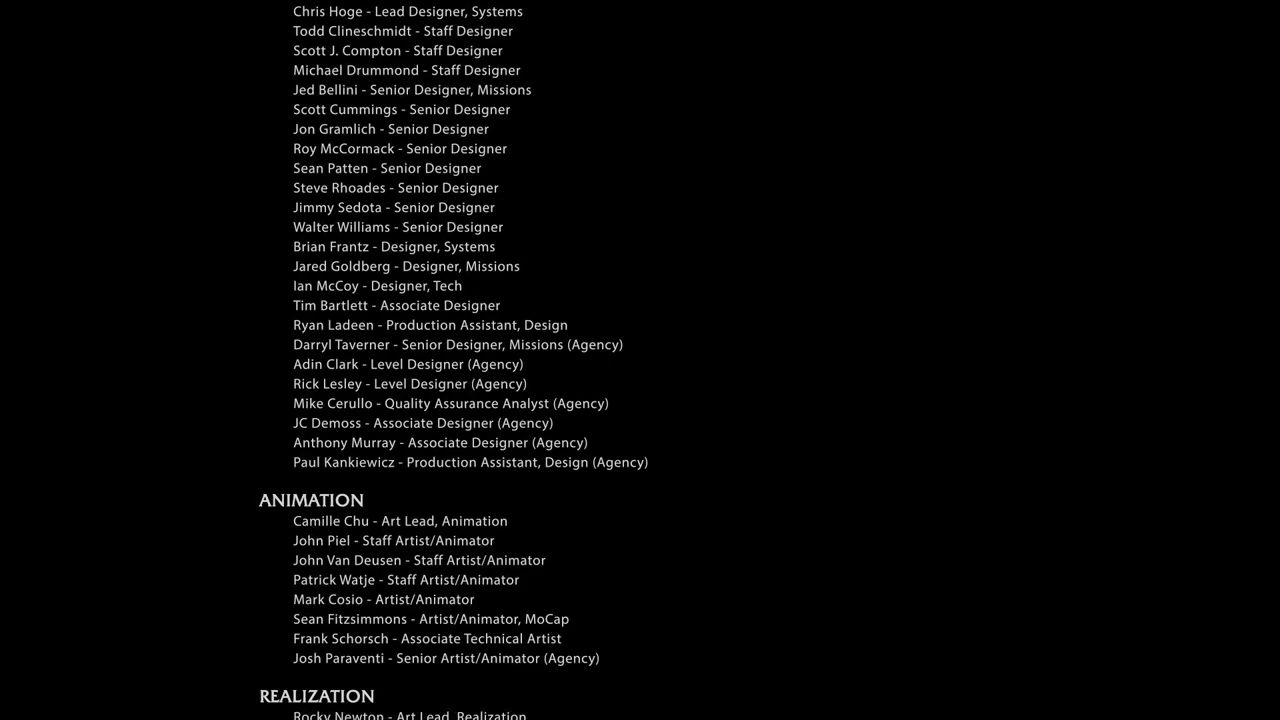 Chris Hoge - Lead Designer, Systems
Todd Clineschmidt - Staff Designer
Scott J. Compton - Staff Designer
Michael Drummond - Staff Designer
Jed Bellini - Senior Designer, Missions
Scott Cummings - Senior Designer
Jon Gramlich - Senior Designer
Roy McCormack - Senior Designer
Sean Patten - Senior Designer
Steve Rhoades - Senior Designer
Jimmy Sedota - Senior Designer
Walter Williams - Senior Designer
Brian Frantz - Designer, Systems
Jared Goldberg - Designer, Missions
Ian McCoy - Designer, Tech
Tim Bartlett - Associate Designer
Ryan Ladeen - Production Assistant, Design
Darryl Taverner - Senior Designer, Missions (Agency)
Adin Clark - Level Designer (Agency)
Rick Lesley - Level Designer (Agency)
Mike Cerullo - Quality Assurance Analyst (Agency)
JC Demoss - Associate Designer (Agency)
Anthony Murray - Associate Designer (Agency)
Paul Kankiewicz - Production Assistant, Design (Agency)
ANIMATION
Camille Chu - Art Lead, Animation
John Piel - Staff Artist/Animator
John Van Deusen - Staff Artist/Animator
Patrick Watje - Staff Artist/Animator
Mark Cosio - Artist/Animator
Sean Fitzsimmons - Artist/Animator, MoCap
Frank Schorsch - Associate Technical Artist
Josh Paraventi - Senior Artist/Animator (Agency)
REALIZATION
Rocky Newton - Art Lead, Realization